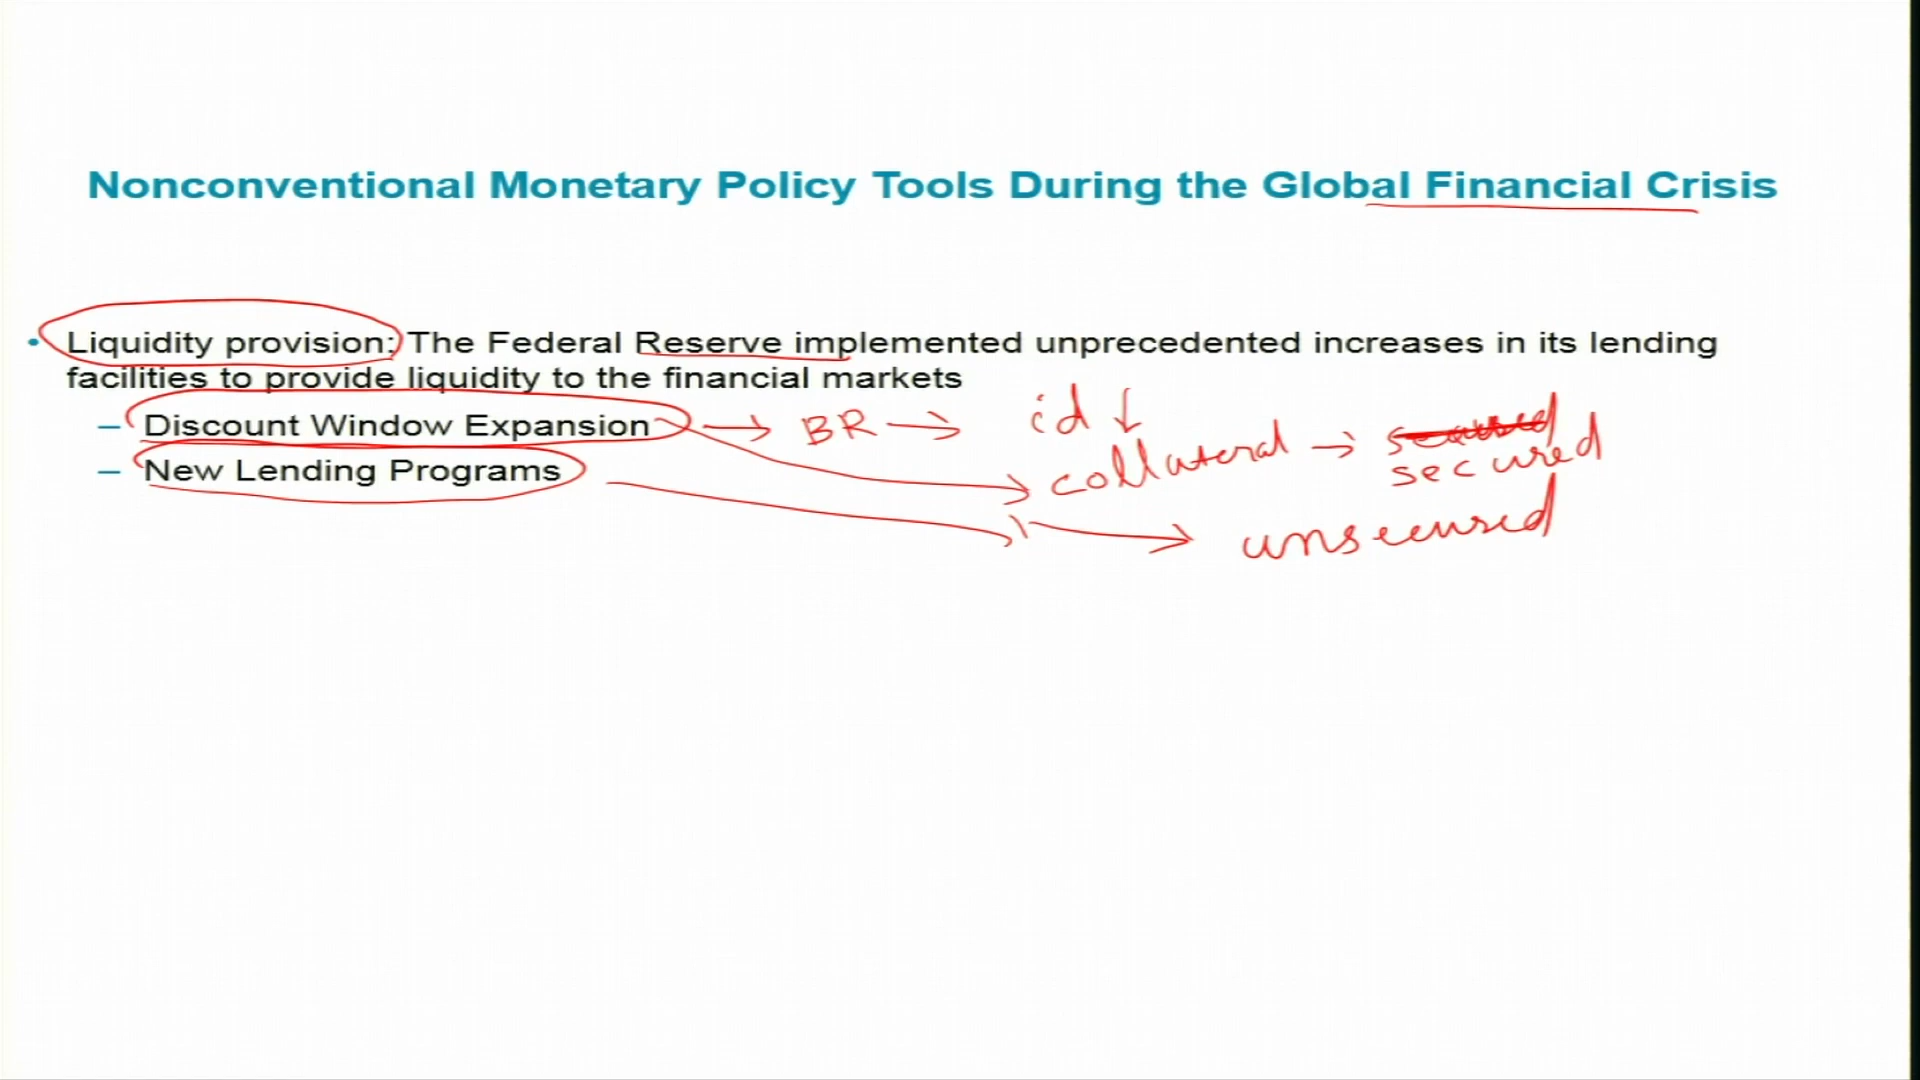 Nonconventional Monetary Policy Tools During the Global Financial Crisis
• Liquidity provision: The Federal Reserve implemented unprecedented increases in its lending
facilities to provide liquidity to the financial markets
– Discount Window Expansion → BR → id ↓
collateral → secured
– New Lending Programs
unsecured